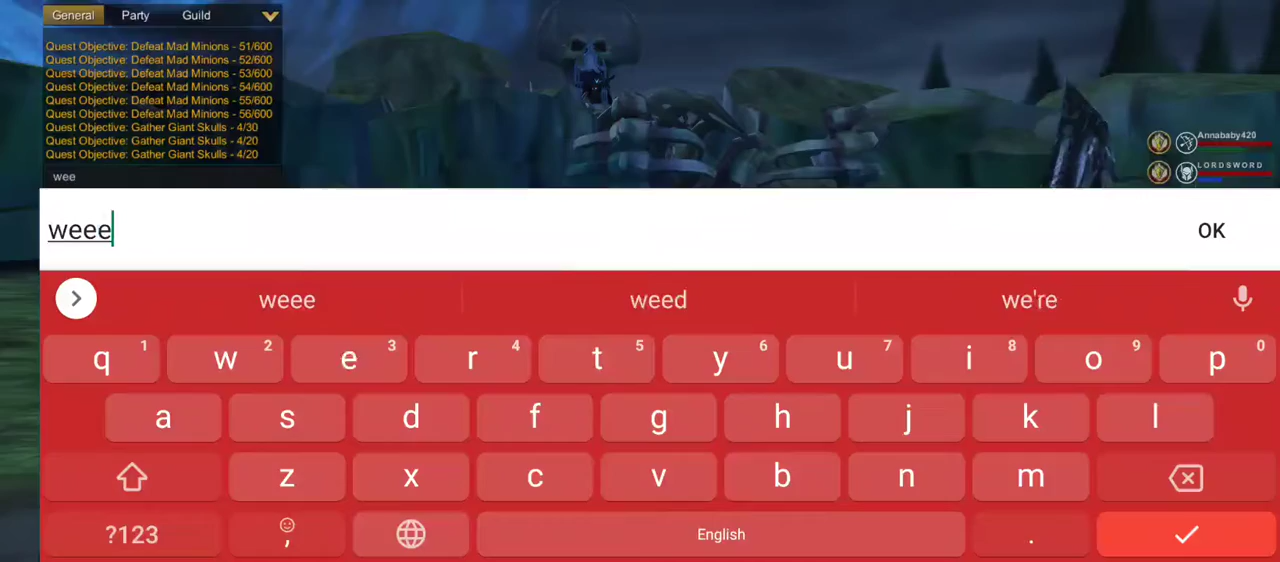 General Party Guild
Quest Objective: Defeat Mad Minions - 51/600
Quest Objective: Defeat Mad Minions - 52/600
Quest Objective: Defeat Mad Minions - 53/600
Quest Objective: Defeat Mad Minions - 54/600
Quest Objective: Defeat Mad Minions - 55/600
Quest Objective: Defeat Mad Minions - 56/600
Quest Objective: Gather Giant Skulls - 4/30
Quest Objective: Gather Giant Skulls - 4/20
Quest Objective: Gather Giant Skulls - 4/20
wee
Annababy420
LORDSWORD
weee OK
weee weed we're
q 1 w 2 e 3 r 4 t 5 y 6 u 7 i 8 o 9 p 0
a s d f g h j k l
z x c v b n m
?123 , English .